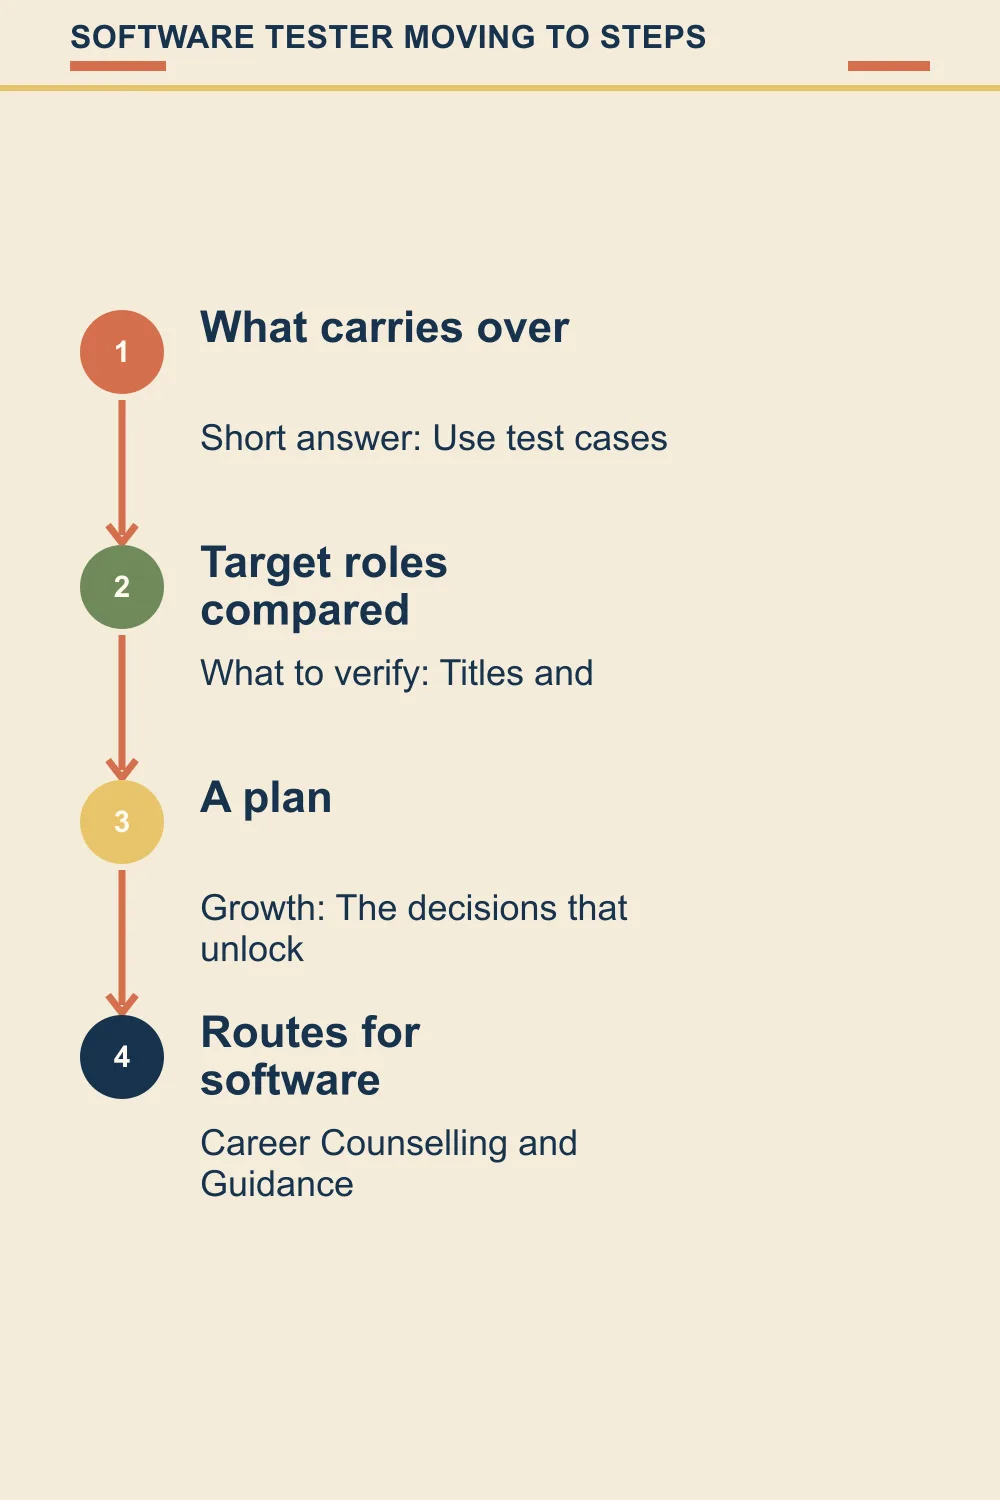 SOFTWARE TESTER MOVING TO STEPS
1
What carries over
Short answer: Use test cases
2
Target roles
compared
What to verify: Titles and
3
A plan
Growth: The decisions that
unlock
4
Routes for
software
Career Counselling and
Guidance